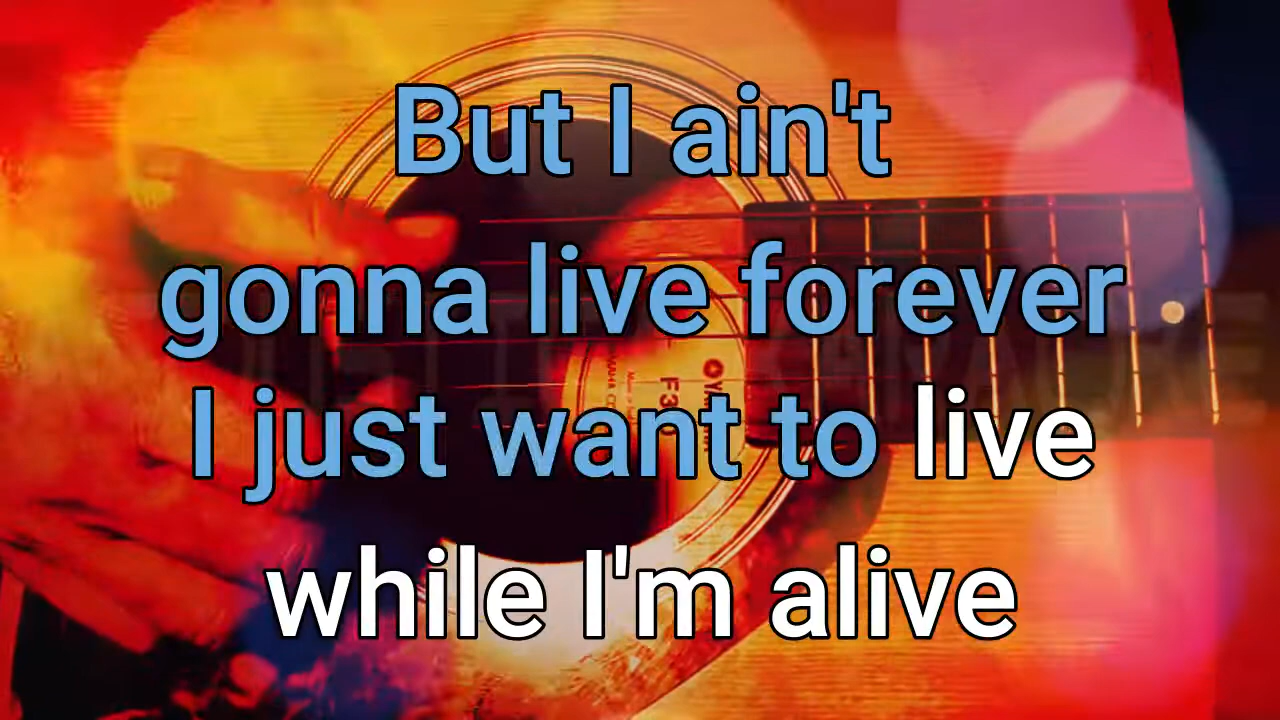 But I ain't
gonna live forever
I just want to live
while I'm alive